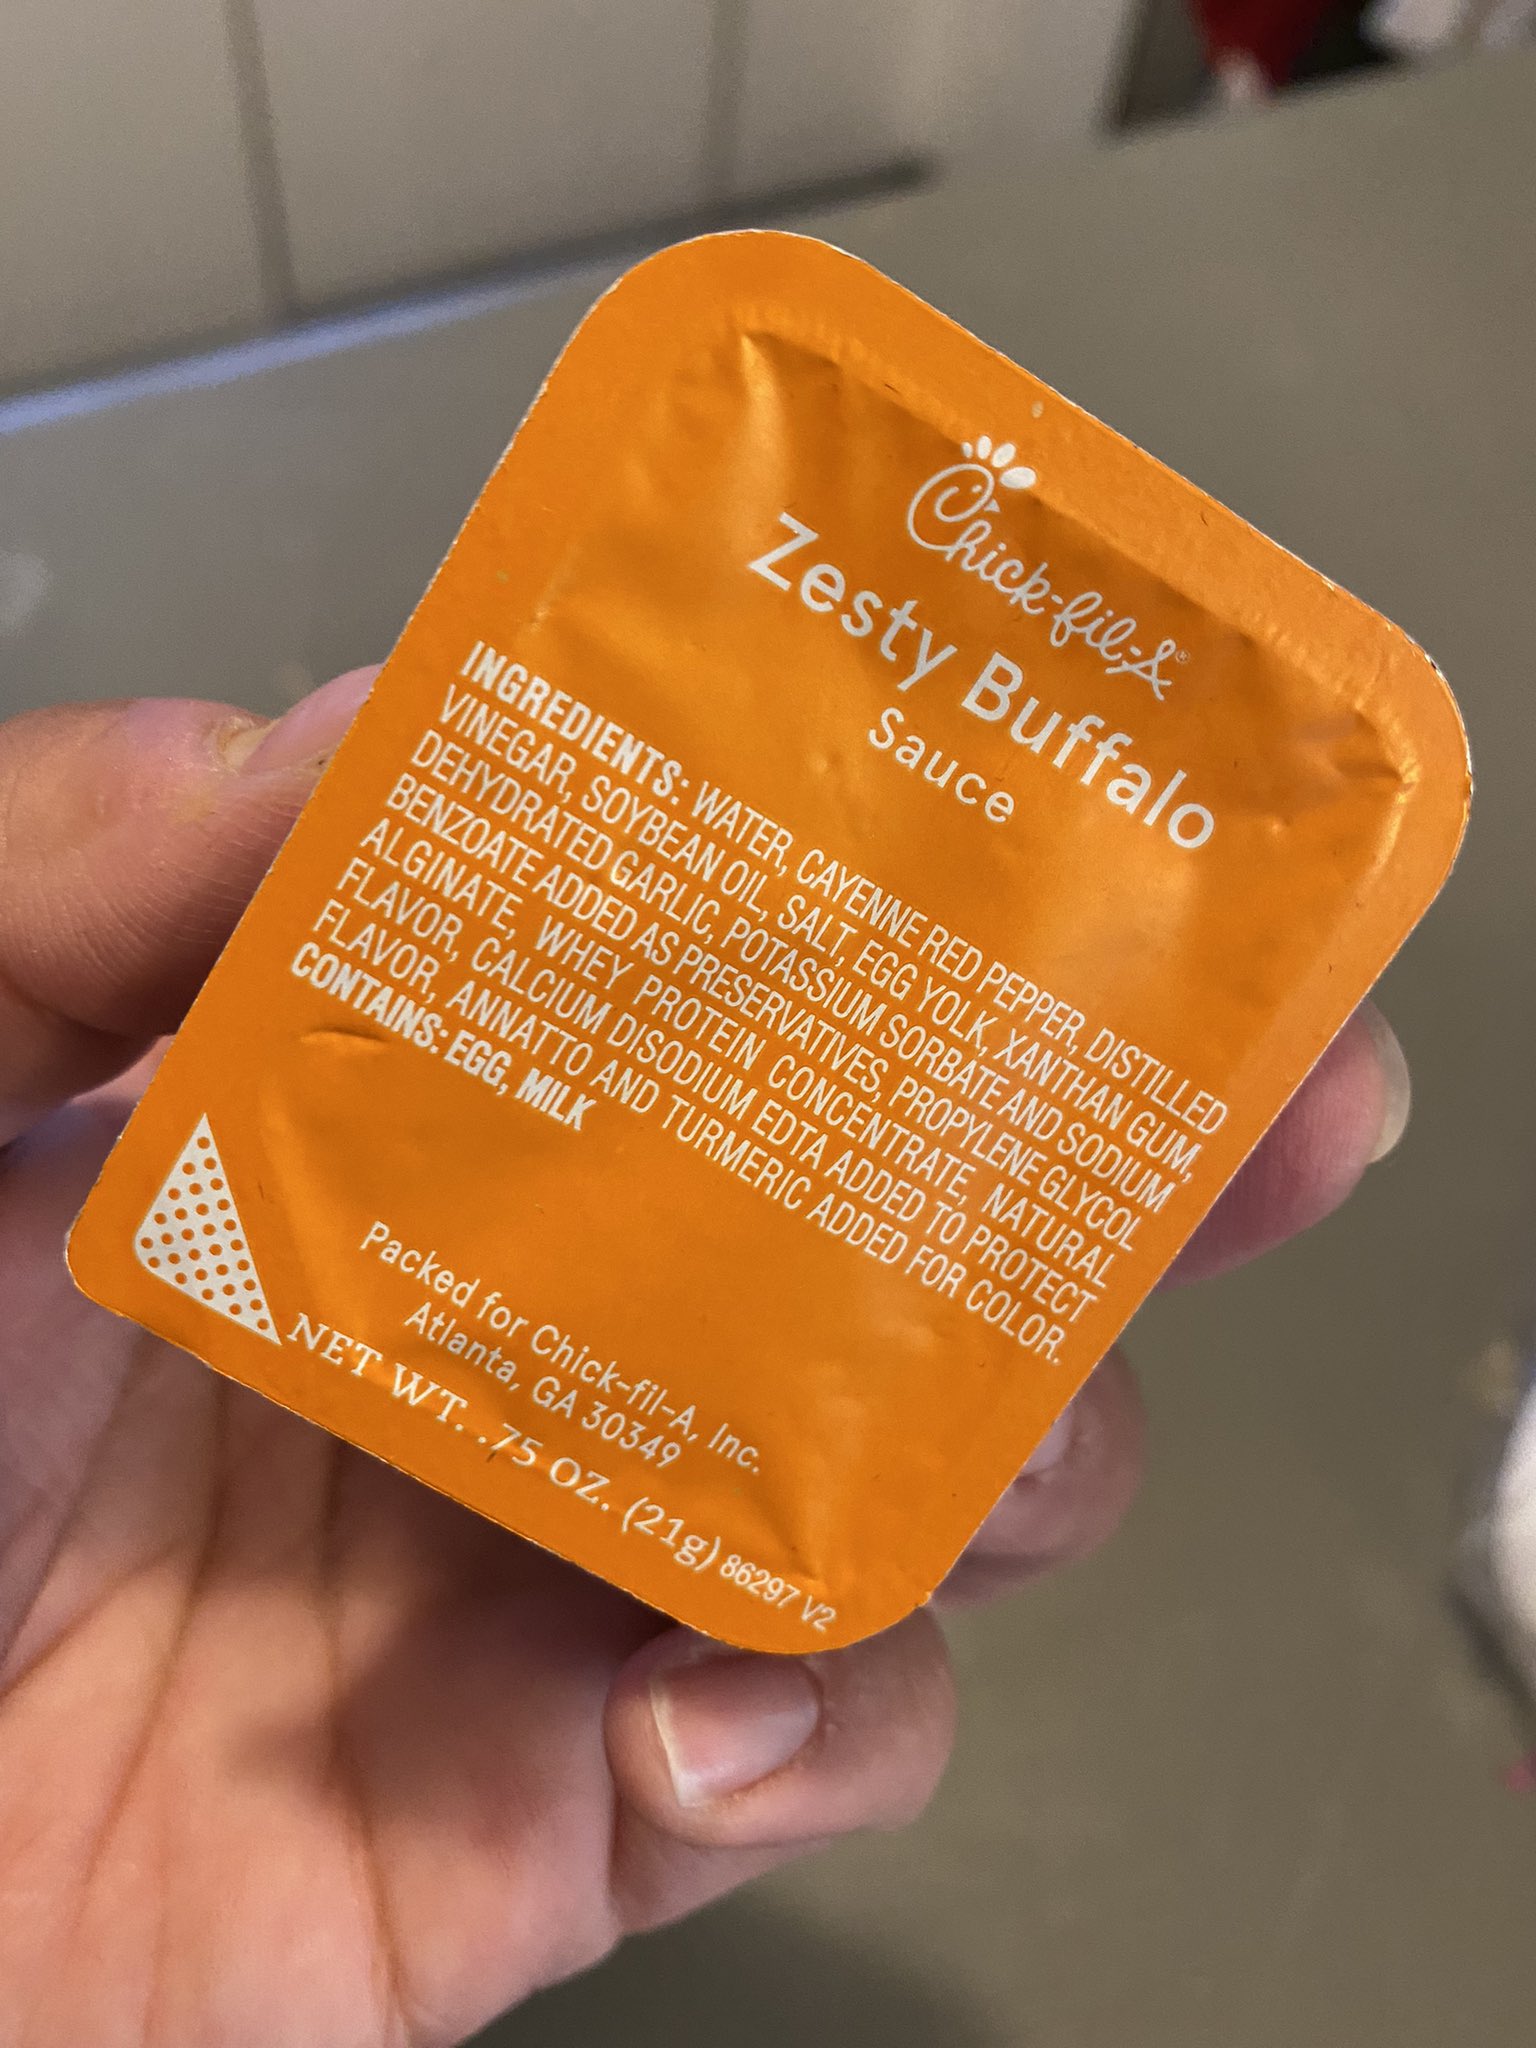 Chick-fil-A®
Zesty Buffalo
Sauce
INGREDIENTS: WATER, CAYENNE RED PEPPER, DISTILLED
VINEGAR, SOYBEAN OIL, SALT, EGG YOLK, XANTHAN GUM,
DEHYDRATED GARLIC, POTASSIUM SORBATE AND SODIUM
BENZOATE ADDED AS PRESERVATIVES, PROPYLENE GLYCOL
ALGINATE, WHEY PROTEIN CONCENTRATE, NATURAL
FLAVOR, CALCIUM DISODIUM EDTA ADDED TO PROTECT
FLAVOR, ANNATTO AND TURMERIC ADDED FOR COLOR.
CONTAINS: EGG, MILK
Packed for Chick-fil-A, Inc.
Atlanta, GA 30349
NET WT. .75 OZ. (21g) 86297 V2